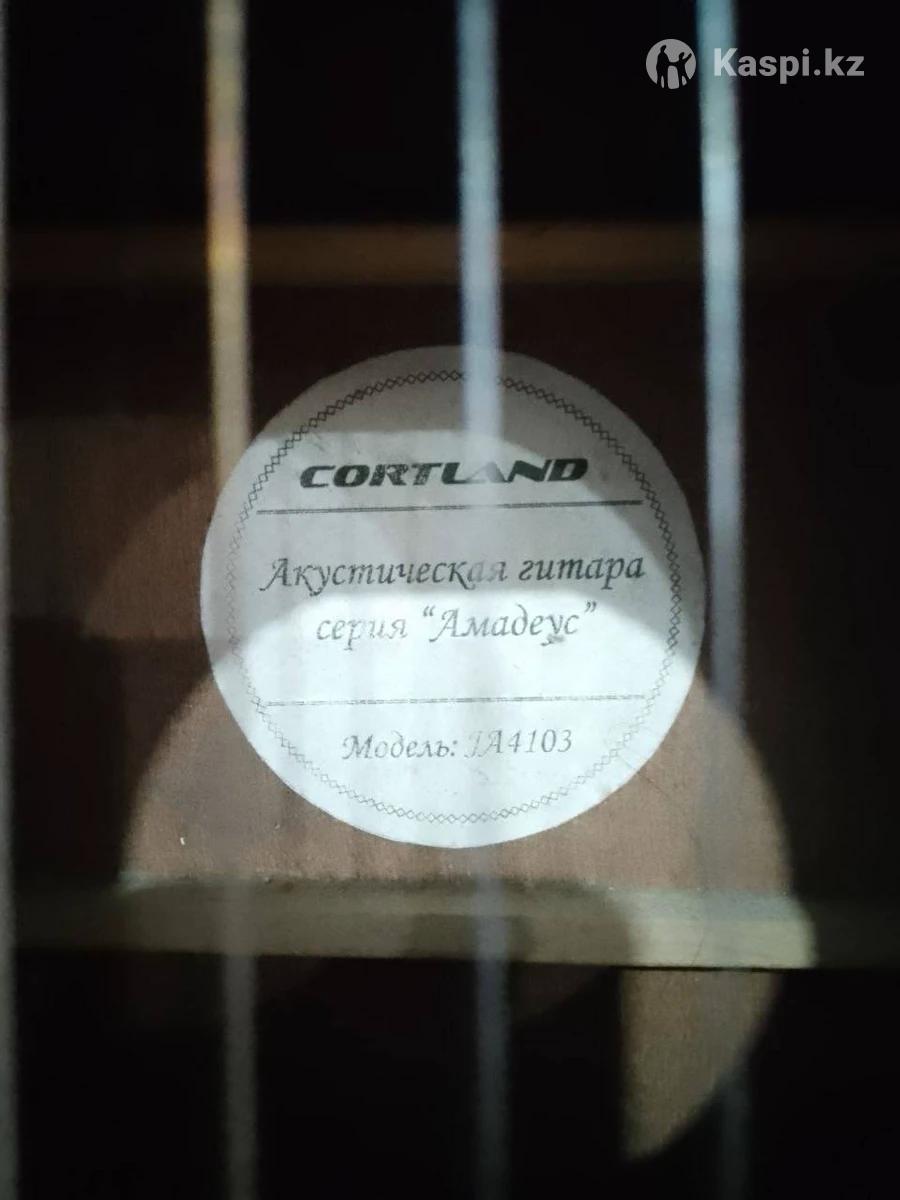 Kaspi.kz
CORTLAND
Акустическая гитара
серия “Амадеус”
Модель: JA4103